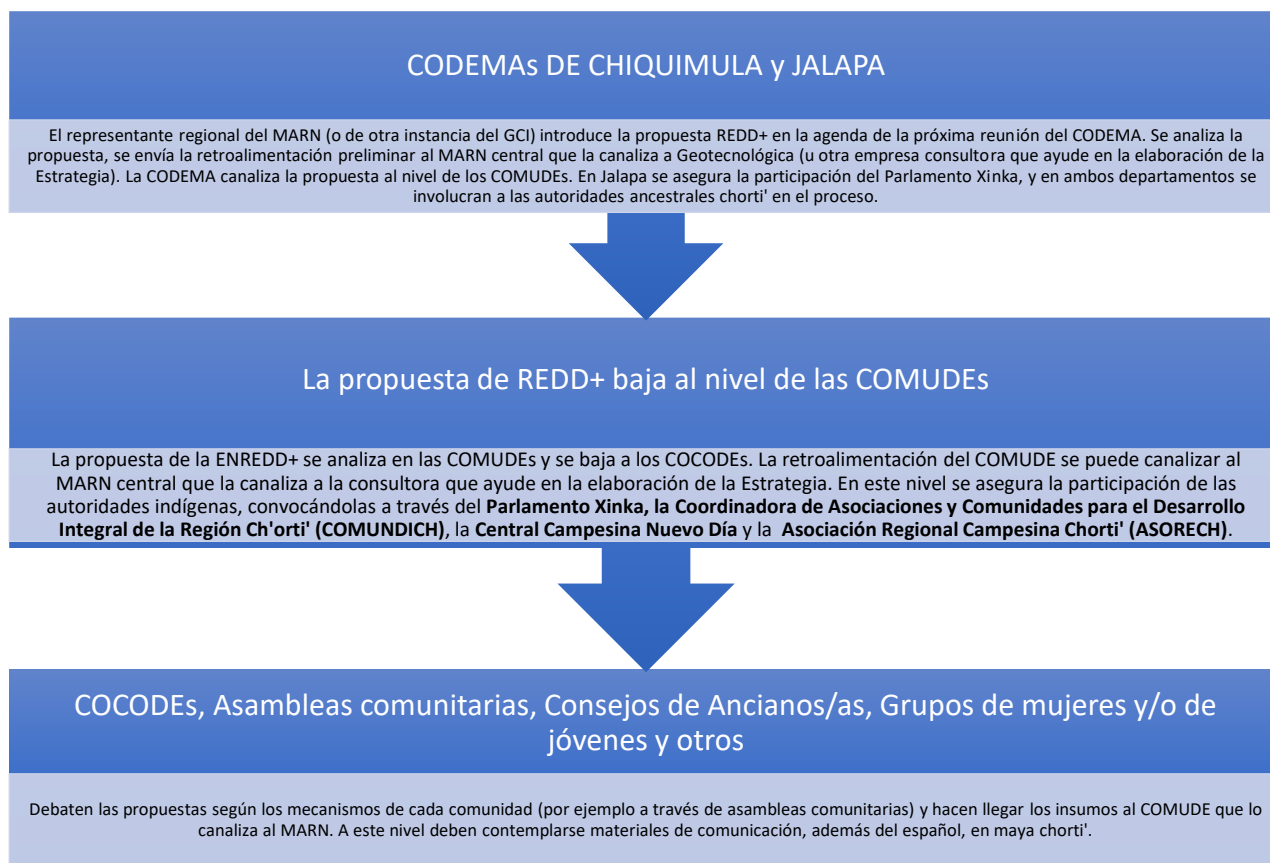 CODEMAs DE CHIQUIMULA y JALAPA
El representante regional del MARN (o de otra instancia del GCI) introduce la propuesta REDD+ en la agenda de la próxima reunión del CODEMA. Se analiza la
propuesta, se envía la retroalimentación preliminar al MARN central que la canaliza a Geotecnológica (u otra empresa consultora que ayude en la elaboración de la
Estrategia). La CODEMA canaliza la propuesta al nivel de los COMUDEs. En Jalapa se asegura la participación del Parlamento Xinka, y en ambos departamentos se
involucran a las autoridades ancestrales chorti' en el proceso.
La propuesta de REDD+ baja al nivel de las COMUDEs
La propuesta de la ENREDD+ se analiza en las COMUDEs y se baja a los COCODEs. La retroalimentación del COMUDE se puede canalizar al
MARN central que la canaliza a la consultora que ayude en la elaboración de la Estrategia. En este nivel se asegura la participación de las
autoridades indígenas, convocándolas a través del Parlamento Xinka, la Coordinadora de Asociaciones y Comunidades para el Desarrollo
Integral de la Región Ch'orti' (COMUNDICH), la Central Campesina Nuevo Día y la Asociación Regional Campesina Chorti' (ASORECH).
COCODEs, Asambleas comunitarias, Consejos de Ancianos/as, Grupos de mujeres y/o de
jóvenes y otros
Debaten las propuestas según los mecanismos de cada comunidad (por ejemplo a través de asambleas comunitarias) y hacen llegar los insumos al COMUDE que lo
canaliza al MARN. A este nivel deben contemplarse materiales de comunicación, además del español, en maya chorti'.